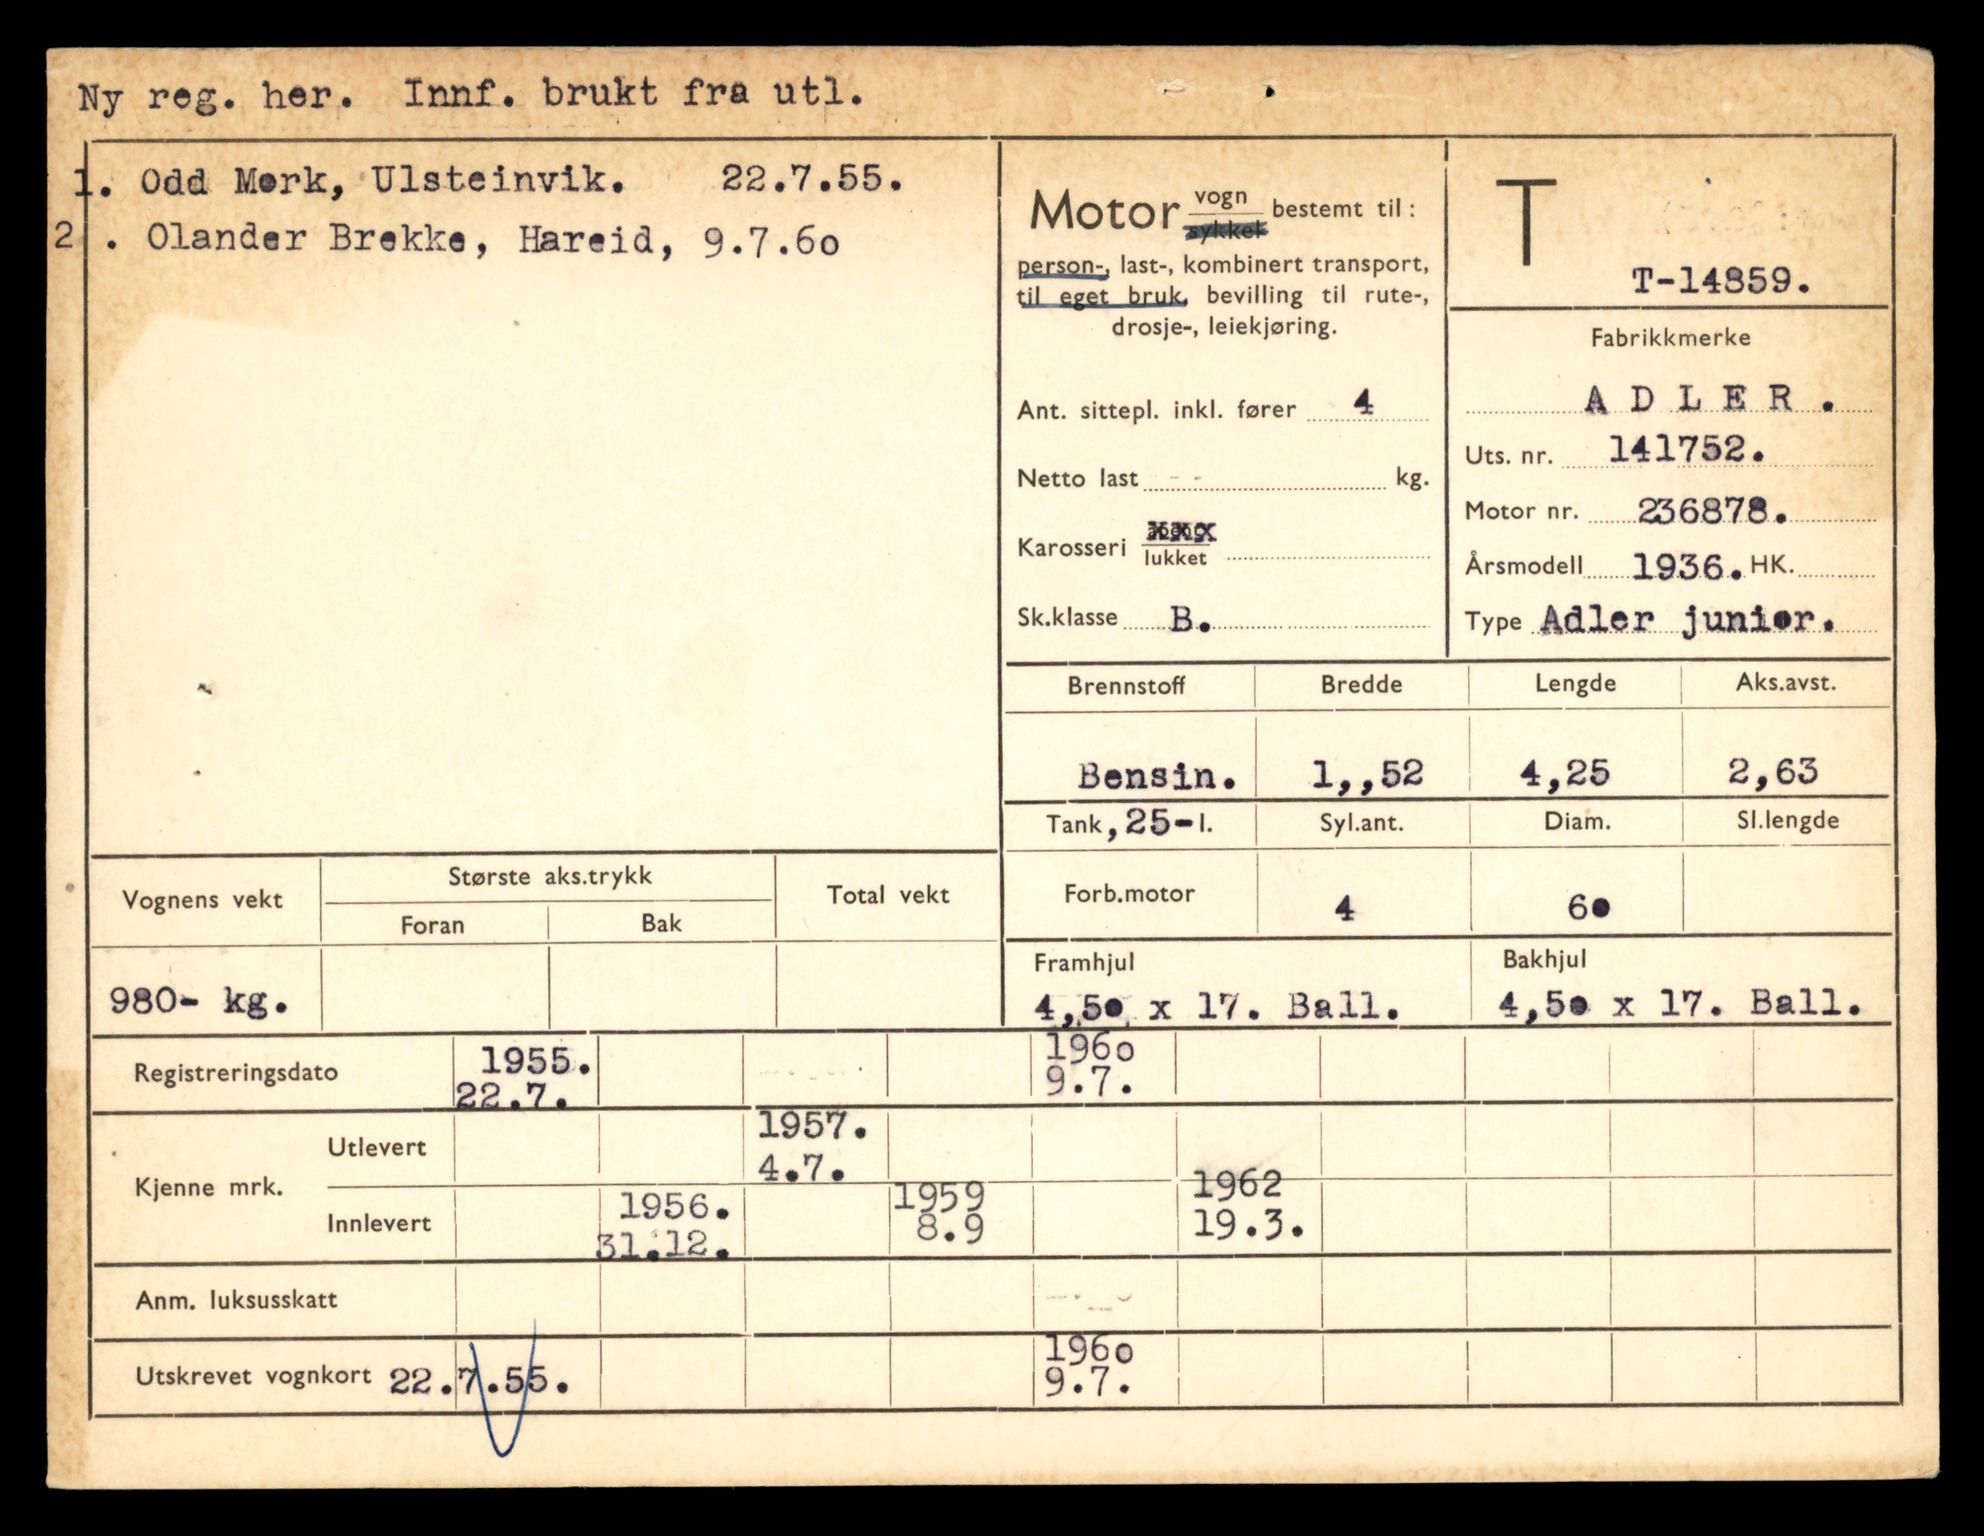 Ny reg. her. Innf. brukt fra utl.
1. Odd Mørk, Ulsteinvik. 22.7.55.
2 . Olander Brekke, Hareid, 9.7.60
Motor vogn / sykkel bestemt til :
person-, last-, kombinert transport,
til eget bruk, bevilling til rute-,
drosje-, leiekjøring.
Ant. sittepl. inkl. fører 4
Netto last - - kg.
Karosseri xxx
lukket
Sk.klasse B.
T
T-14859.
Fabrikkmerke
A D L E R .
Uts. nr. 141752.
Motor nr. 236878.
Årsmodell 1936. HK.
Type Adler junior.
Brennstoff Bredde Lengde Aks.avst.
Bensin. 1,,52 4,25 2,63
Tank, 25- l. Syl.ant. Diam. Sl.lengde
Forb.motor 4 60
Framhjul Bakhjul
4,50 x 17. Ball. 4,50 x 17. Ball.
Vognens vekt Største aks.trykk Total vekt
Foran Bak
980- kg.
Registreringsdato 1955. 1960
22.7. 9.7.
Kjenne mrk.
Utlevert 1957.
4.7.
Innlevert 1956. 1959 1962
31.12. 8.9 19.3.
Anm. luksusskatt
Utskrevet vognkort 22.7.55. 1960
9.7.